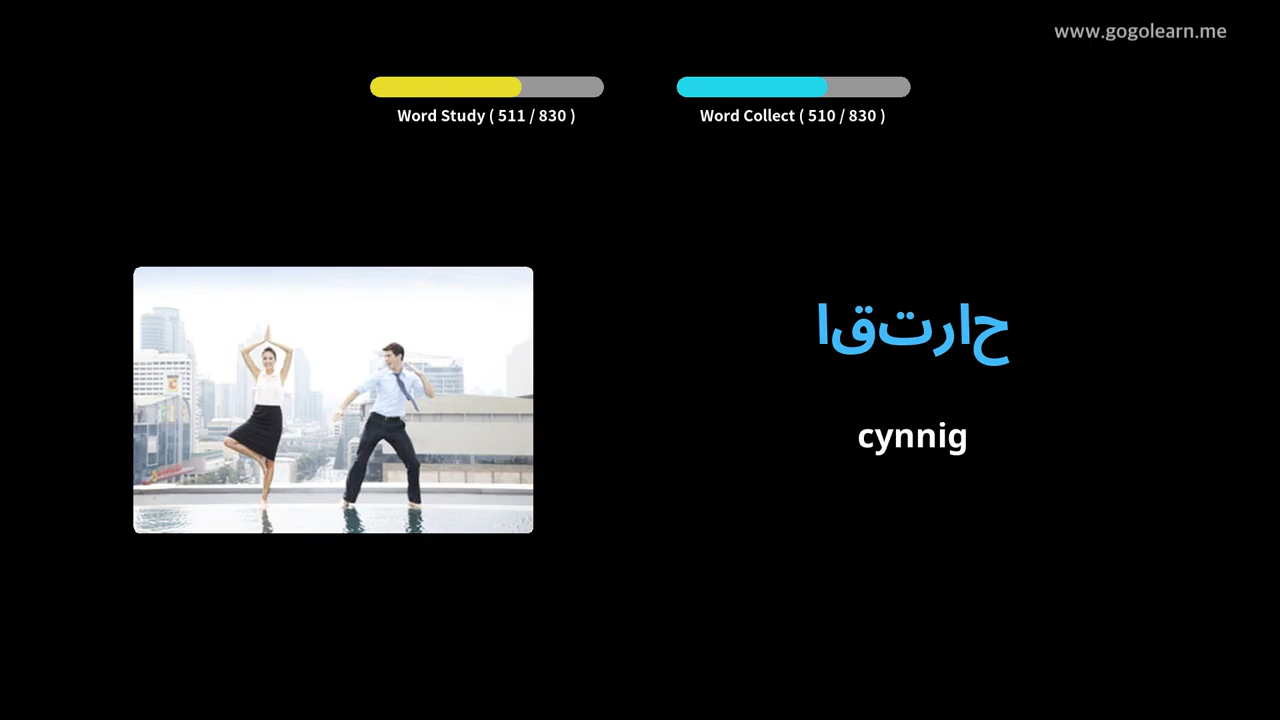 www.gogolearn.me
Word Study ( 511 / 830 )
Word Collect ( 510 / 830 )
اقتراح
cynnig